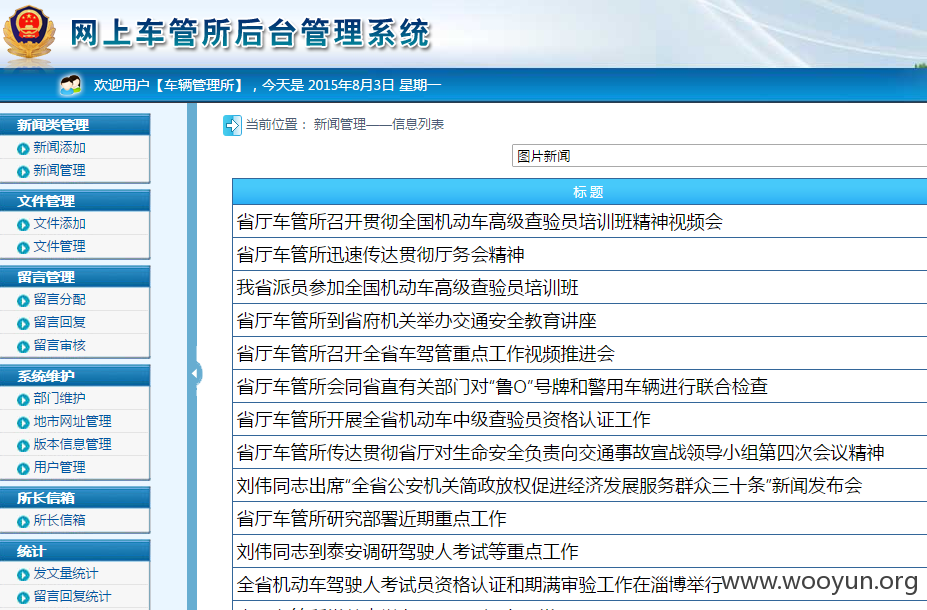 网上车管所后台管理系统
欢迎用户【车辆管理所】，今天是 2015年8月3日 星期一
新闻类管理
新闻添加
新闻管理
文件管理
文件添加
文件管理
留言管理
留言分配
留言回复
留言审核
系统维护
部门维护
地市网址管理
版本信息管理
用户管理
所长信箱
所长信箱
统计
发文量统计
留言回复统计
当前位置： 新闻管理——信息列表
图片新闻
标 题
省厅车管所召开贯彻全国机动车高级查验员培训班精神视频会
省厅车管所迅速传达贯彻厅务会精神
我省派员参加全国机动车高级查验员培训班
省厅车管所到省府机关举办交通安全教育讲座
省厅车管所召开全省车驾管重点工作视频推进会
省厅车管所会同省直有关部门对“鲁O”号牌和警用车辆进行联合检查
省厅车管所开展全省机动车中级查验员资格认证工作
省厅车管所传达贯彻省厅对生命安全负责向交通事故宣战领导小组第四次会议精神
刘伟同志出席“全省公安机关简政放权促进经济发展服务群众三十条”新闻发布会
省厅车管所研究部署近期重点工作
刘伟同志到泰安调研驾驶人考试等重点工作
全省机动车驾驶人考试员资格认证和期满审验工作在淄博举行
www.wooyun.org